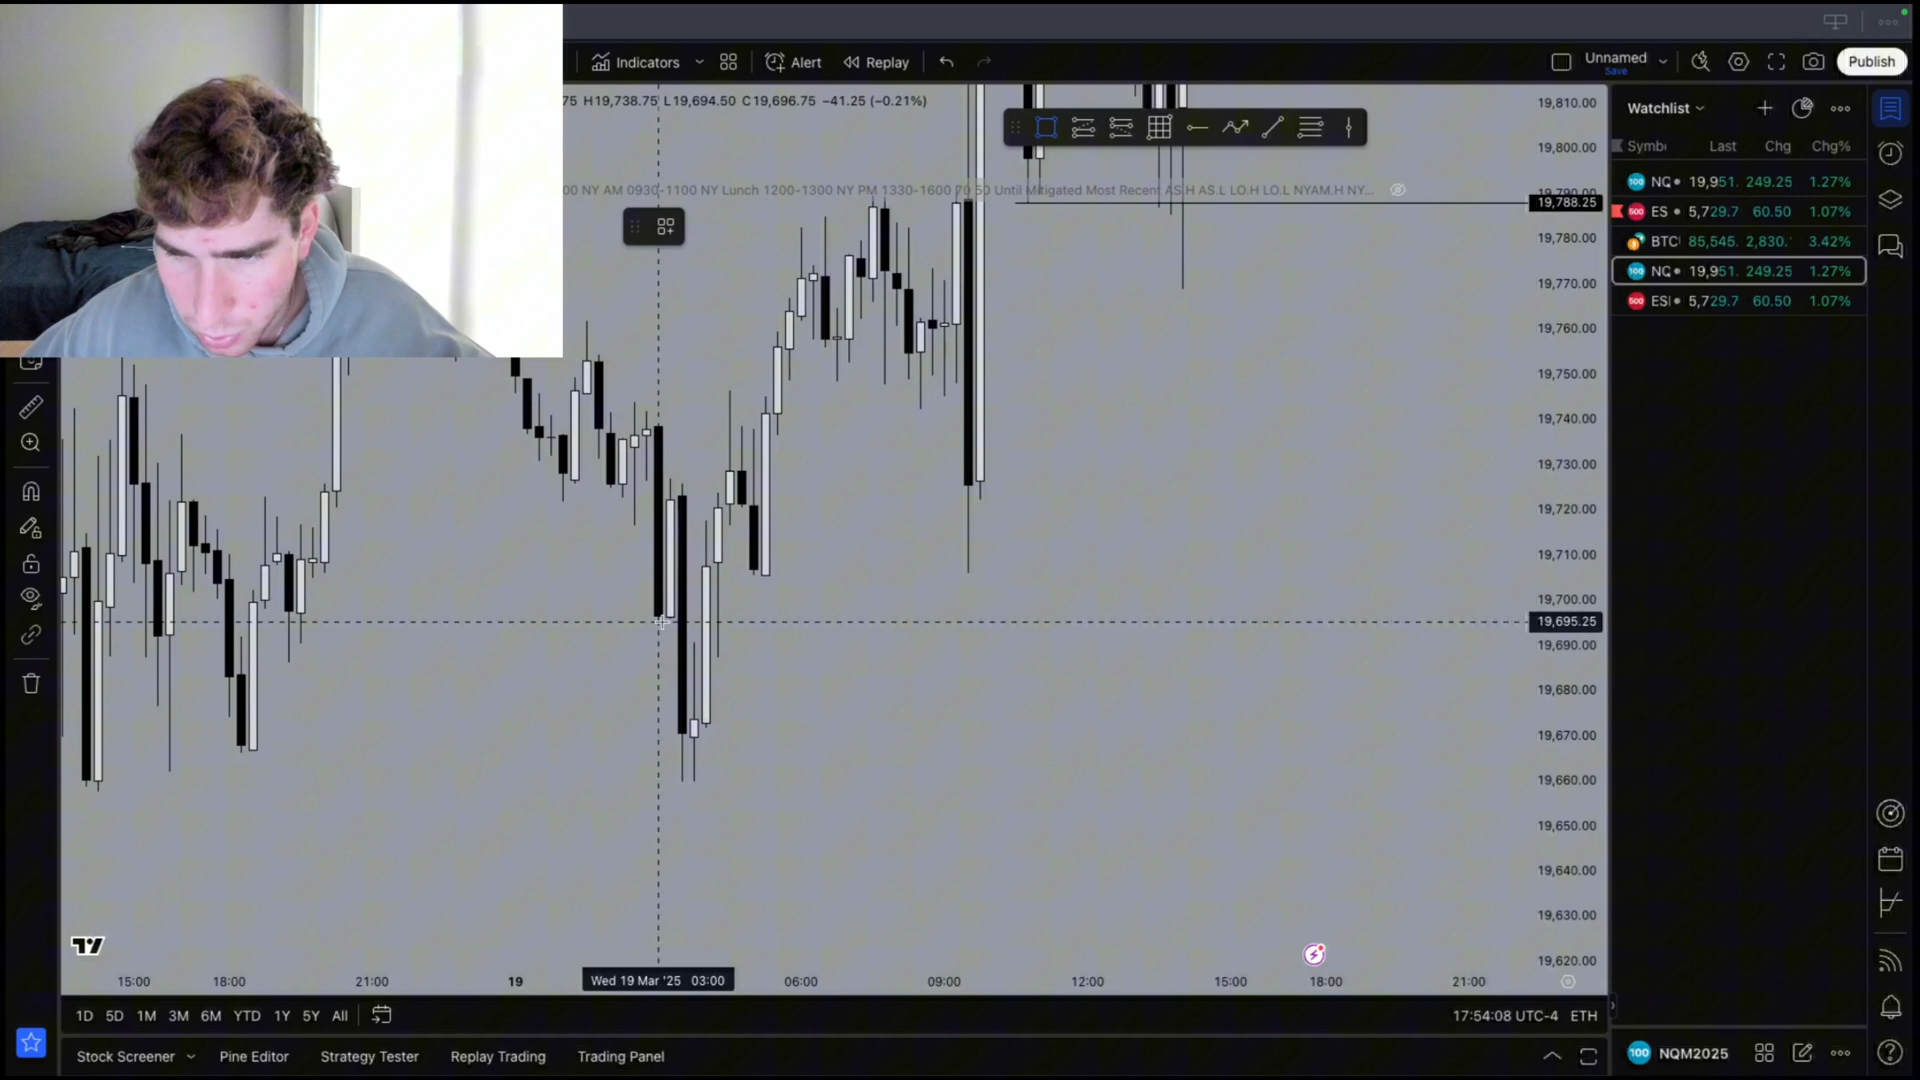 Indicators
Alert
Replay
Unnamed
Save
Publish
75 H19,738.75 L19,694.50 C19,696.75 −41.25 (−0.21%)
00 NY AM 0930-1100 NY Lunch 1200-1300 NY PM 1330-1600 70 50 Until Mitigated Most Recent AS.H AS.L LO.H LO.L NYAM.H NY...
19,810.00
19,800.00
19,790.00
19,788.25
19,780.00
19,770.00
19,760.00
19,750.00
19,740.00
19,730.00
19,720.00
19,710.00
19,700.00
19,695.25
19,690.00
19,680.00
19,670.00
19,660.00
19,650.00
19,640.00
19,630.00
19,620.00
Watchlist
Symb Last Chg Chg%
100 NQ 19,951. 249.25 1.27%
500 ES 5,729.7 60.50 1.07%
BTC 85,545. 2,830. 3.42%
100 NQ 19,951. 249.25 1.27%
500 ES 5,729.7 60.50 1.07%
15:00 18:00 21:00 19 Wed 19 Mar '25 03:00 06:00 09:00 12:00 15:00 18:00 21:00
1D 5D 1M 3M 6M YTD 1Y 5Y All
17:54:08 UTC-4 ETH
Stock Screener Pine Editor Strategy Tester Replay Trading Trading Panel
100 NQM2025